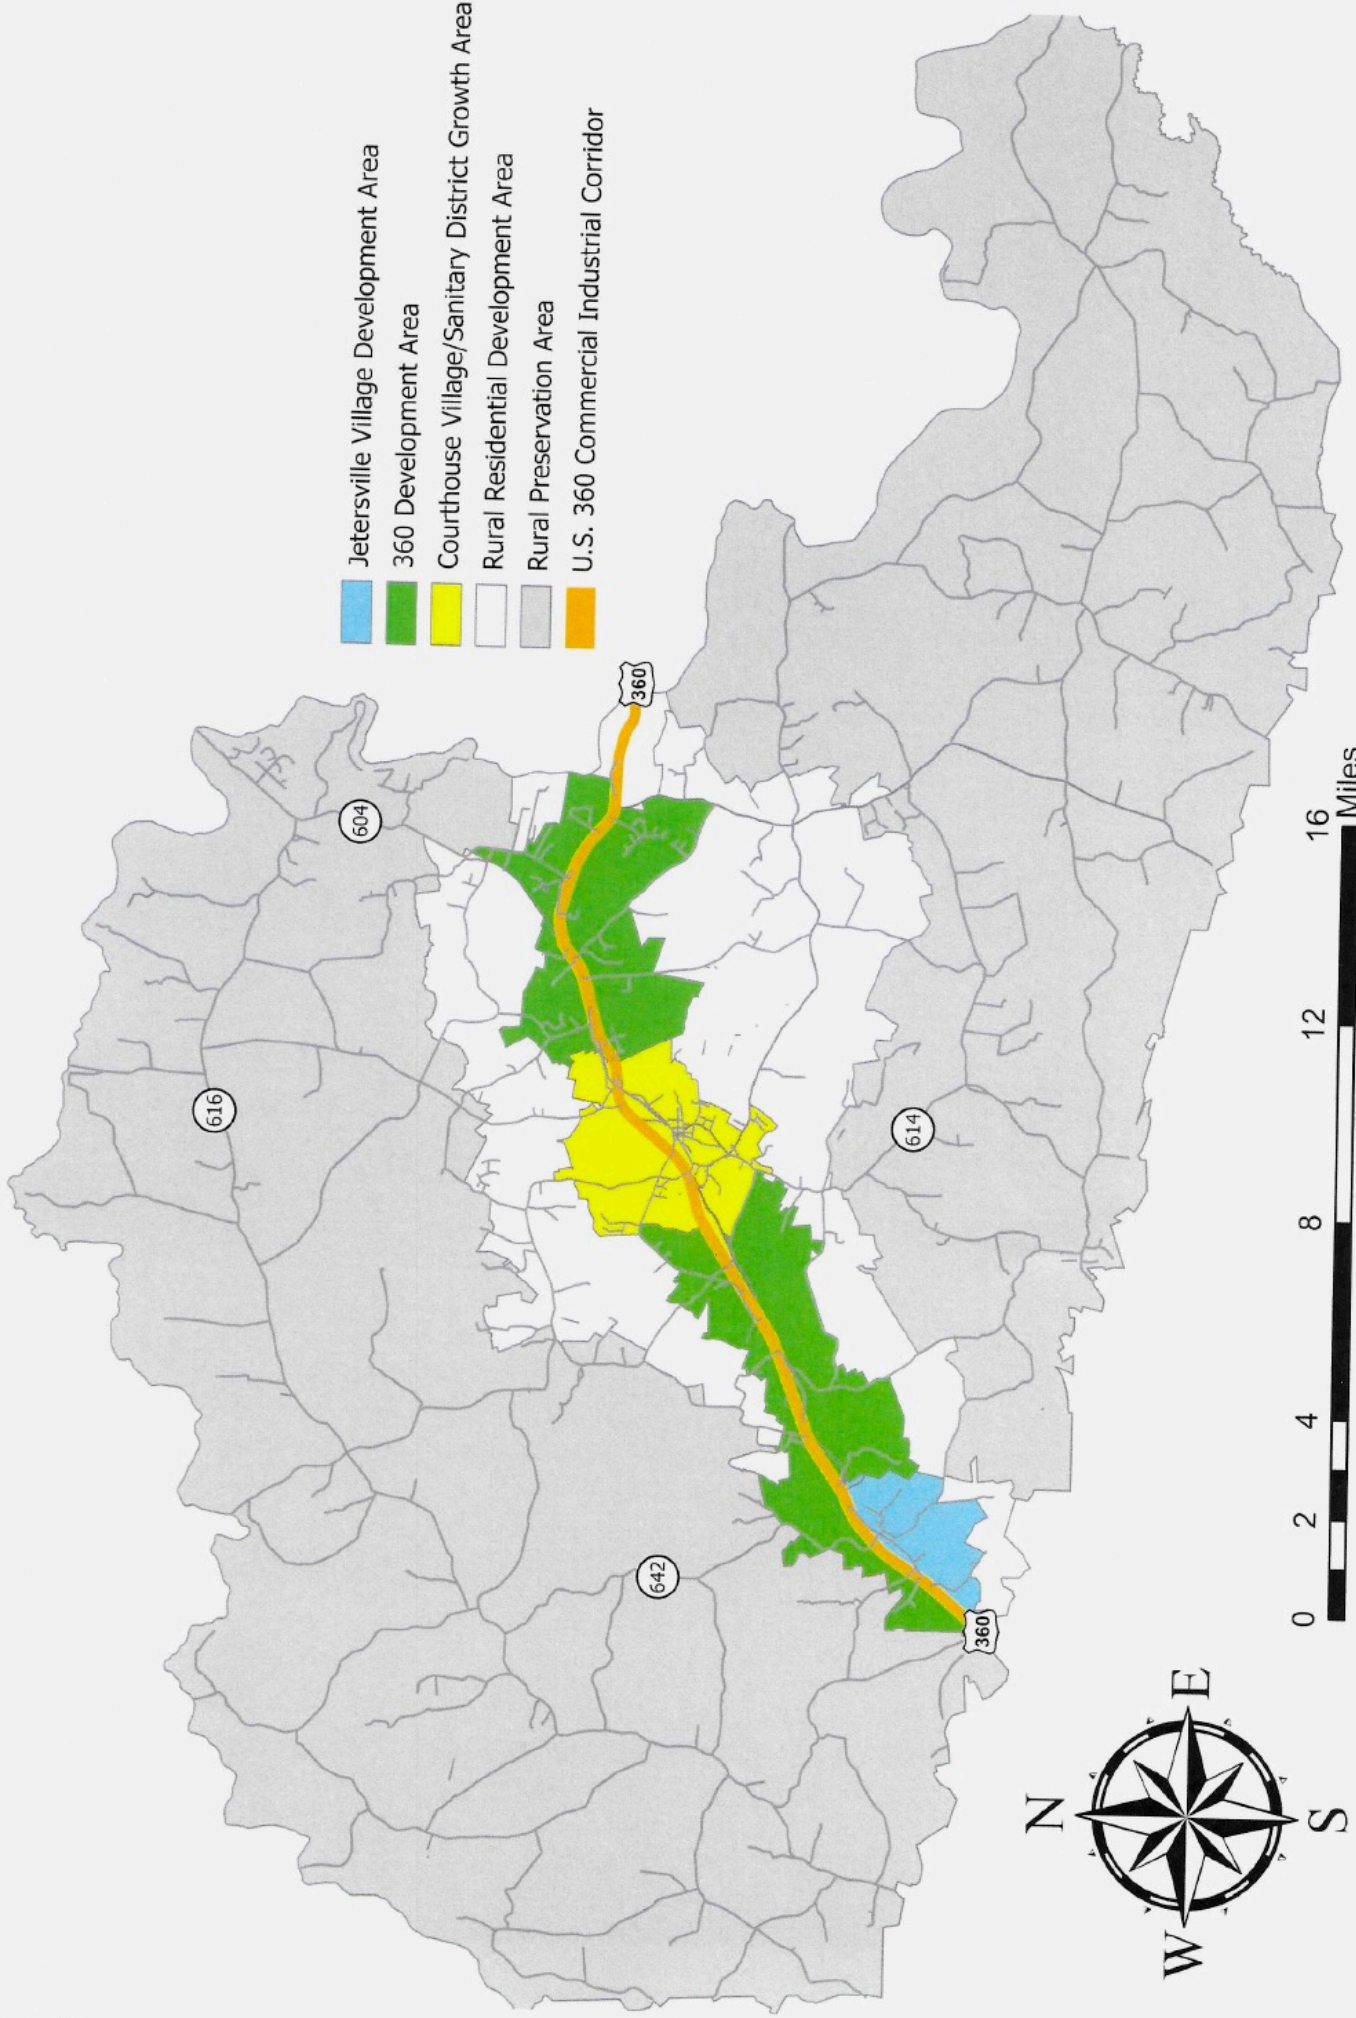 Jetersville Village Development Area
360 Development Area
Courthouse Village/Sanitary District Growth Area
Rural Residential Development Area
Rural Preservation Area
U.S. 360 Commercial Industrial Corridor
616
604
360
642
614
360
N
W
E
S
0
2
4
8
12
16
Miles